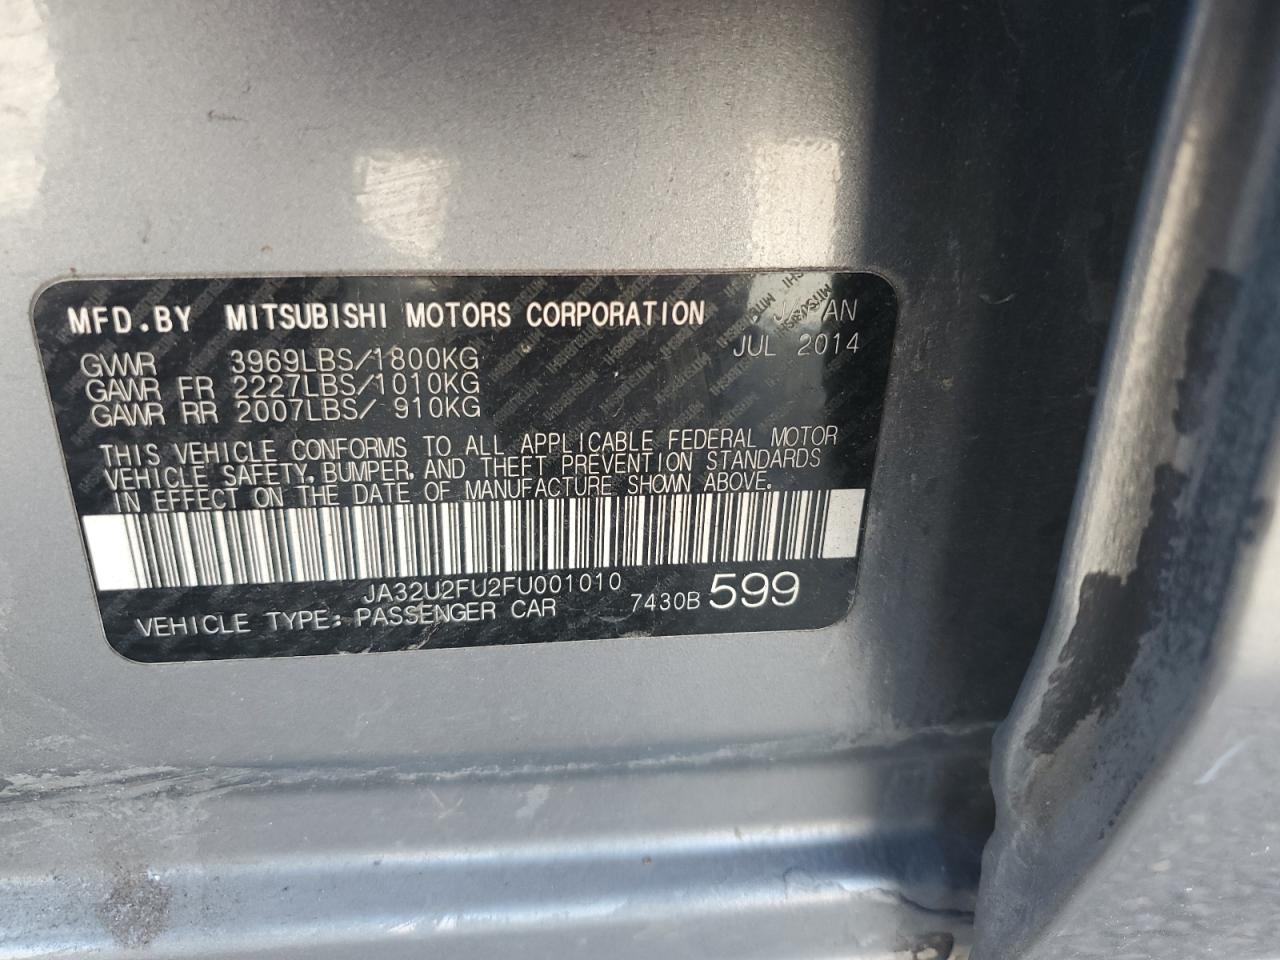 MFD.BY MITSUBISHI MOTORS CORPORATION JAPAN
JUL 2014
GVWR 3969LBS/1800KG
GAWR FR 2227LBS/1010KG
GAWR RR 2007LBS/ 910KG
THIS VEHICLE CONFORMS TO ALL APPLICABLE FEDERAL MOTOR
VEHICLE SAFETY, BUMPER, AND THEFT PREVENTION STANDARDS
IN EFFECT ON THE DATE OF MANUFACTURE SHOWN ABOVE.
JA32U2FU2FU001010
VEHICLE TYPE: PASSENGER CAR 7430B 599